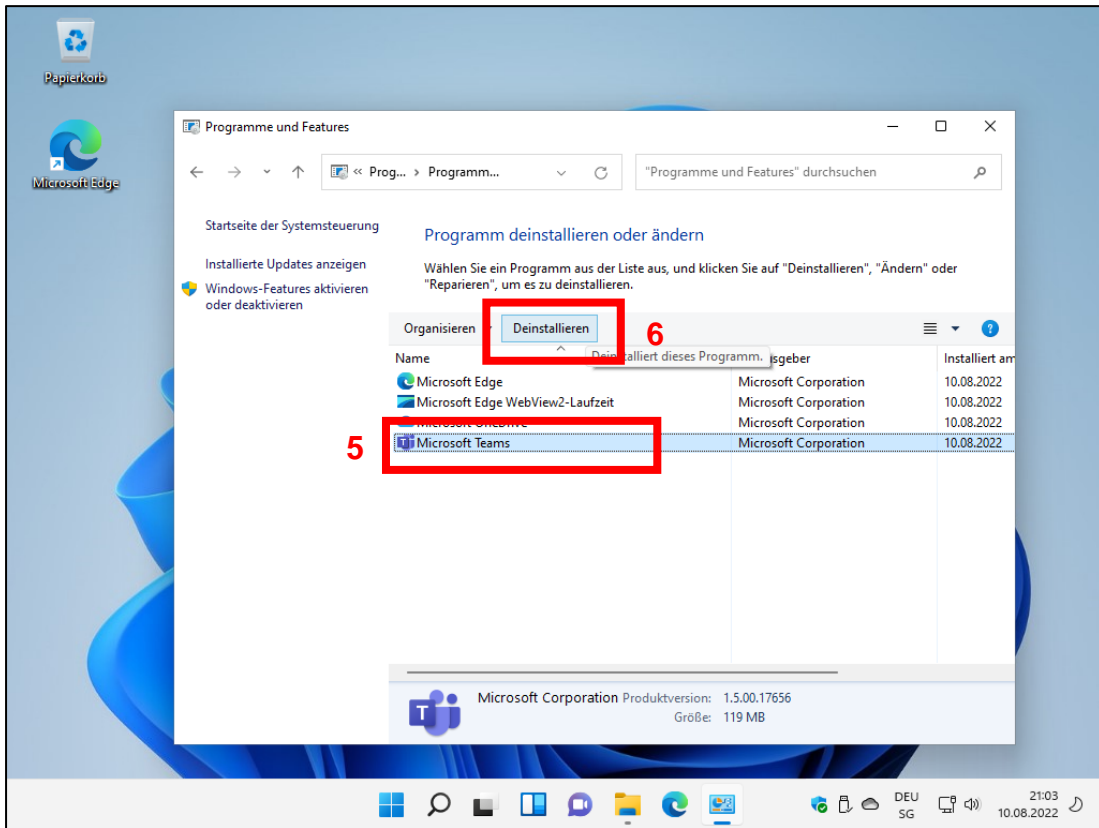 Papierkorb
Microsoft Edge
Programme und Features
« Prog... › Programm...
"Programme und Features" durchsuchen
Startseite der Systemsteuerung
Installierte Updates anzeigen
Windows-Features aktivieren
oder deaktivieren
Programm deinstallieren oder ändern
Wählen Sie ein Programm aus der Liste aus, und klicken Sie auf "Deinstallieren", "Ändern" oder
"Reparieren", um es zu deinstallieren.
Organisieren Deinstallieren 6
Deinstalliert dieses Programm.
Name Installiert am
Microsoft Edge Microsoft Corporation 10.08.2022
Microsoft Edge WebView2-Laufzeit Microsoft Corporation 10.08.2022
Microsoft OneDrive Microsoft Corporation 10.08.2022
5 Microsoft Teams Microsoft Corporation 10.08.2022
Microsoft Corporation Produktversion: 1.5.00.17656
Größe: 119 MB
DEU
SG
21:03
10.08.2022